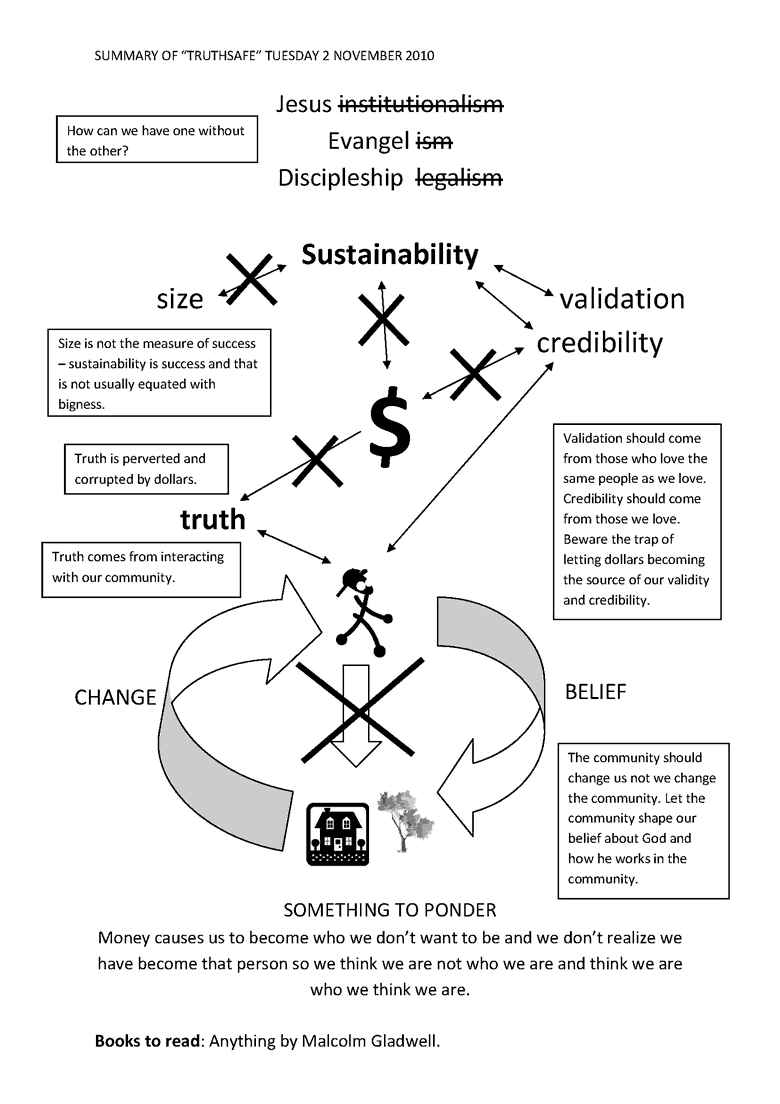 SUMMARY OF “TRUTHSAFE” TUESDAY 2 NOVEMBER 2010
Jesus institutionalism
Evangel ism
Discipleship legalism
How can we have one without
the other?
Sustainability
size
validation
credibility
Size is not the measure of success
– sustainability is success and that
is not usually equated with
bigness.
$
Truth is perverted and
corrupted by dollars.
Validation should come
from those who love the
same people as we love.
Credibility should come
from those we love.
Beware the trap of
letting dollars becoming
the source of our validity
and credibility.
truth
Truth comes from interacting
with our community.
CHANGE
BELIEF
The community should
change us not we change
the community. Let the
community shape our
belief about God and
how he works in the
community.
SOMETHING TO PONDER
Money causes us to become who we don’t want to be and we don’t realize we
have become that person so we think we are not who we are and think we are
who we think we are.
Books to read: Anything by Malcolm Gladwell.